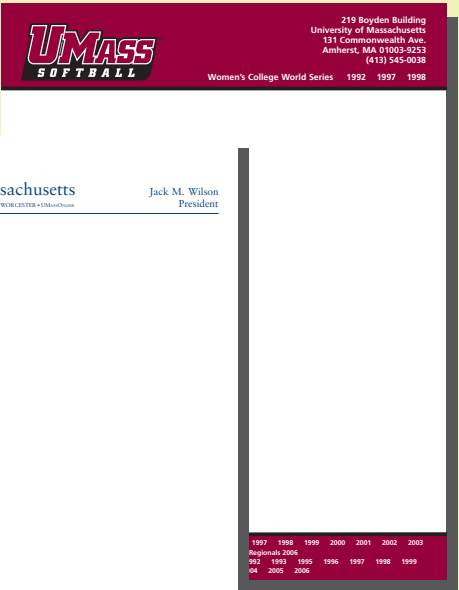 UMASS
SOFTBALL
219 Boyden Building
University of Massachusetts
131 Commonwealth Ave.
Amherst, MA 01003-9253
(413) 545-0038
Women's College World Series 1992 1997 1998
sachusetts
Jack M. Wilson
WORCESTER • UMassOnline
President
1997 1998 1999 2000 2001 2002 2003
Regionals 2006
992 1993 1995 1996 1997 1998 1999
04 2005 2006